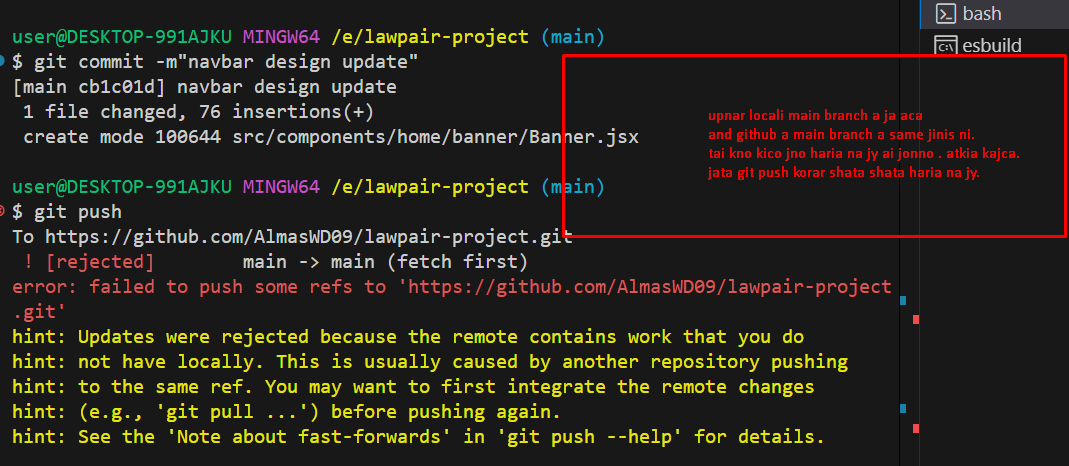 bash
esbuild
user@DESKTOP-991AJKU MINGW64 /e/lawpair-project (main)
$ git commit -m"navbar design update"
[main cb1c01d] navbar design update
1 file changed, 76 insertions(+)
create mode 100644 src/components/home/banner/Banner.jsx
upnar locali main branch a ja aca
and github a main branch a same jinis ni.
tai kno kico jno haria na jy ai jonno . atkia kajca.
jata git push korar shata shata haria na jy.
user@DESKTOP-991AJKU MINGW64 /e/lawpair-project (main)
$ git push
To https://github.com/AlmasWD09/lawpair-project.git
! [rejected]        main -> main (fetch first)
error: failed to push some refs to 'https://github.com/AlmasWD09/lawpair-project
.git'
hint: Updates were rejected because the remote contains work that you do
hint: not have locally. This is usually caused by another repository pushing
hint: to the same ref. You may want to first integrate the remote changes
hint: (e.g., 'git pull ...') before pushing again.
hint: See the 'Note about fast-forwards' in 'git push --help' for details.